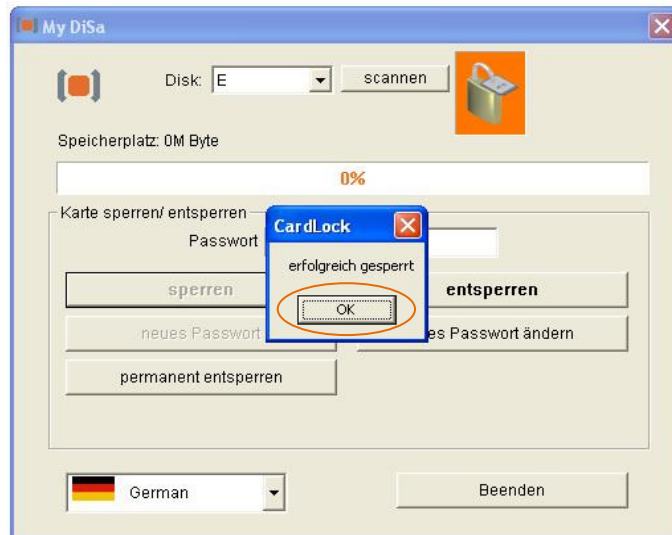 My DiSa
Disk: E scannen
Speicherplatz: 0M Byte
0%
Karte sperren/ entsperren
Passwort
CardLock
erfolgreich gesperrt
OK
sperren entsperren
neues Passwort es Passwort ändern
permanent entsperren
German Beenden